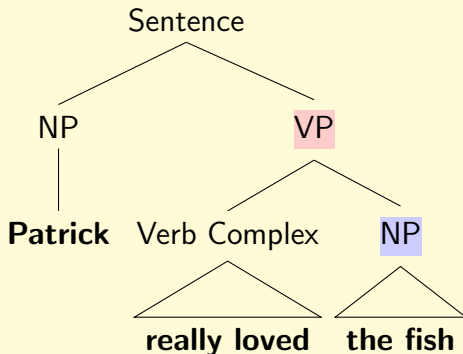 Sentence
NP VP
Patrick Verb Complex NP
really loved the fish